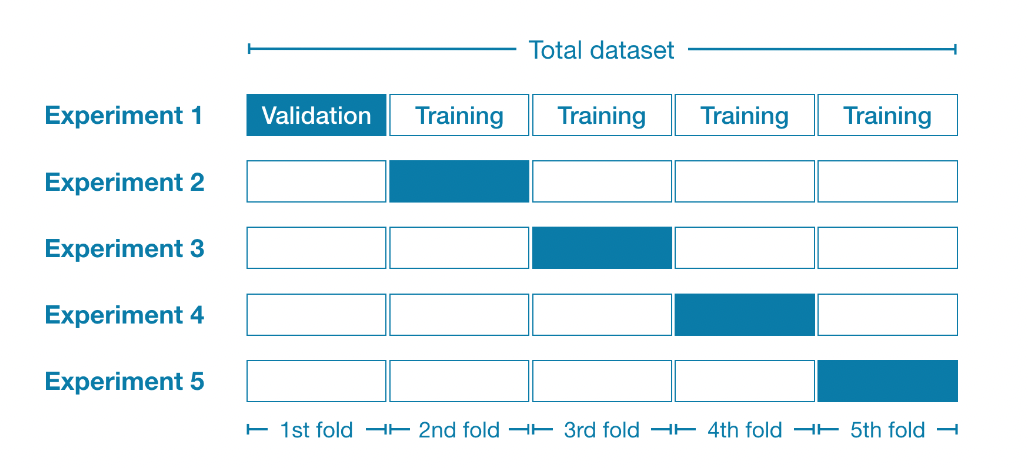 Total dataset
Experiment 1 Validation Training Training Training Training
Experiment 2
Experiment 3
Experiment 4
Experiment 5
1st fold 2nd fold 3rd fold 4th fold 5th fold